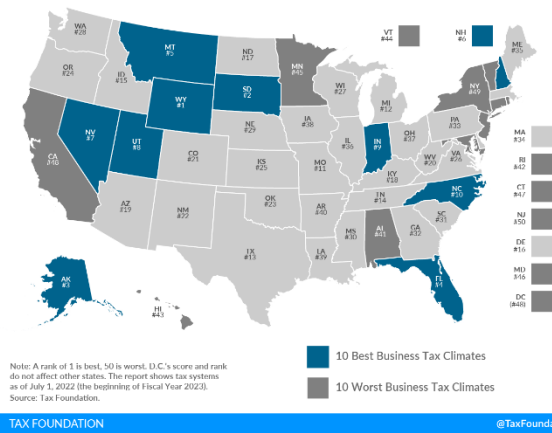 WA
#28
VT
#44
NH
#6
ME
#35
MT
#5
ND
#17
MN
#45
OR
#24
ID
#15
SD
#2
WI
#27
NY
#49
WY
#1
MI
#12
NE
#29
IA
#38
PA
#33
MA
#34
NV
#7
UT
#8
IL
#36
IN
#9
OH
#37
RI
#42
CA
#48
CO
#21
WV
#20
VA
#26
CT
#47
KS
#25
MO
#11
KY
#18
NJ
#50
NC
#10
TN
#14
DE
#16
AZ
#19
NM
#22
OK
#23
AR
#40
SC
#31
MD
#46
MS
#30
AL
#41
GA
#32
DC
(#48)
TX
#13
LA
#39
AK
#3
FL
#4
HI
#43
10 Best Business Tax Climates
10 Worst Business Tax Climates
Note: A rank of 1 is best, 50 is worst. D.C.'s score and rank
do not affect other states. The report shows tax systems
as of July 1, 2022 (the beginning of Fiscal Year 2023).
Source: Tax Foundation.
TAX FOUNDATION
@TaxFounda